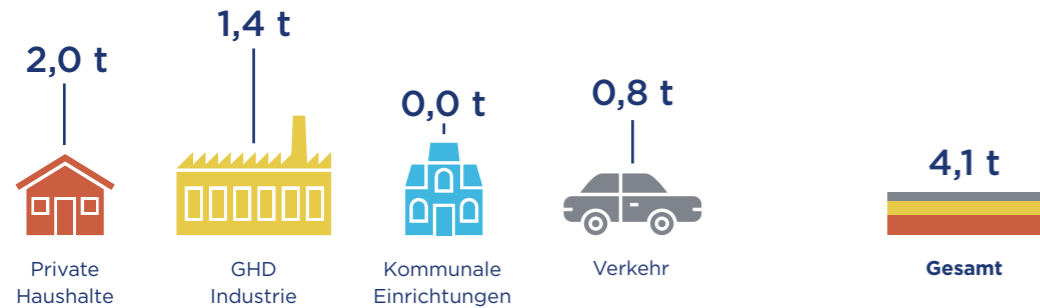 2,0 t
1,4 t
0,0 t
0,8 t
4,1 t
Private
Haushalte
GHD
Industrie
Kommunale
Einrichtungen
Verkehr
Gesamt